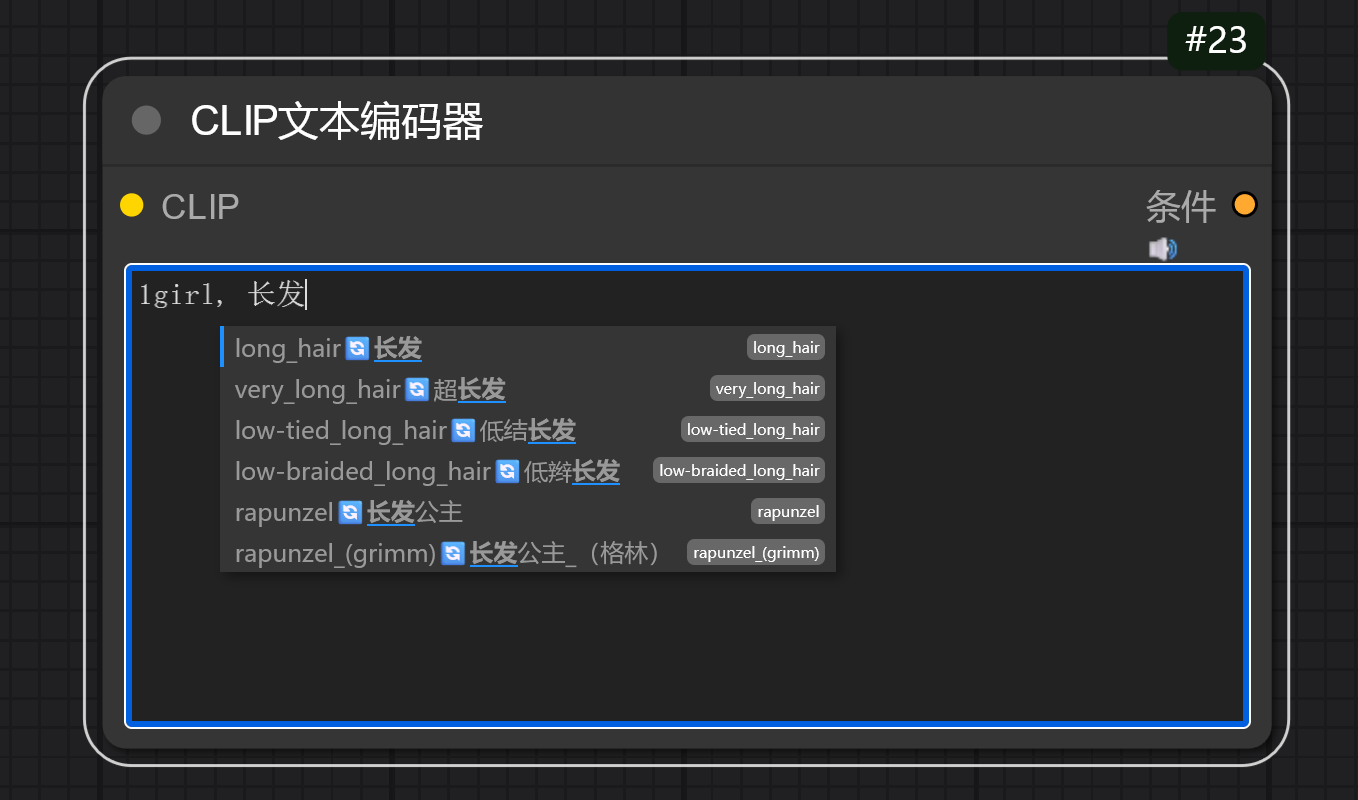 #23
CLIP文本编码器
CLIP 条件
1girl, 长发
long_hair🔄长发 long_hair
very_long_hair🔄超长发 very_long_hair
low-tied_long_hair🔄低结长发 low-tied_long_hair
low-braided_long_hair🔄低辫长发 low-braided_long_hair
rapunzel🔄长发公主 rapunzel
rapunzel_(grimm)🔄长发公主_（格林） rapunzel_(grimm)